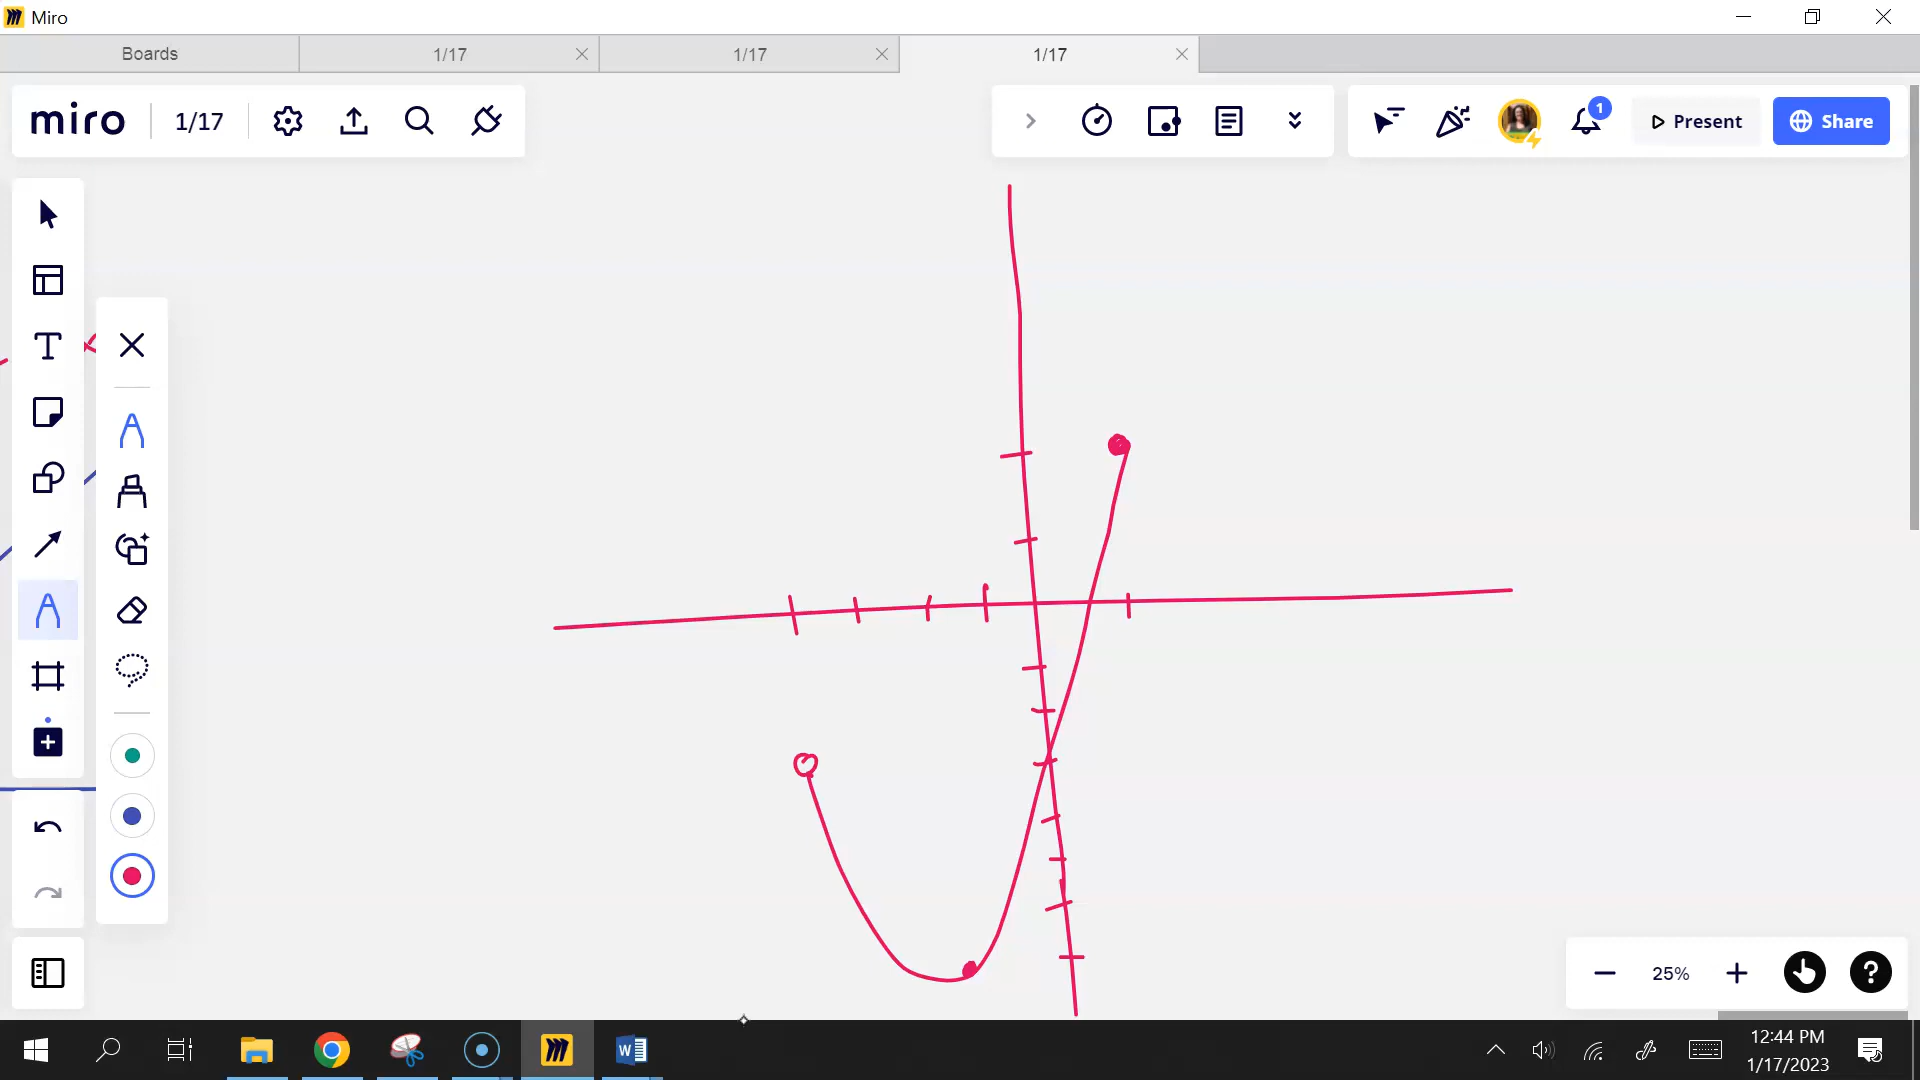 Miro
Boards
1/17
1/17
1/17
miro
1/17
1
Present
Share
25%
?
12:44 PM
1/17/2023